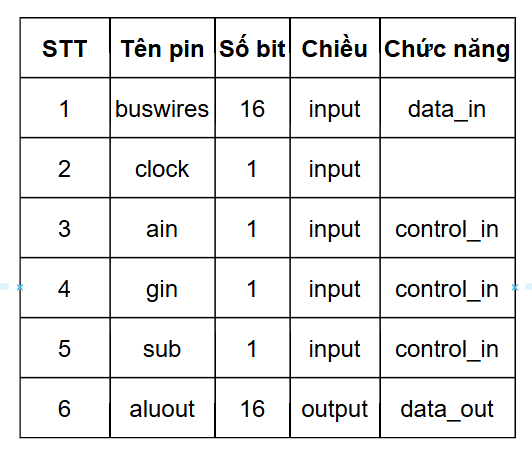 STT Tên pin Số bit Chiều Chức năng
1 buswires 16 input data_in
2 clock 1 input
3 ain 1 input control_in
4 gin 1 input control_in
5 sub 1 input control_in
6 aluout 16 output data_out